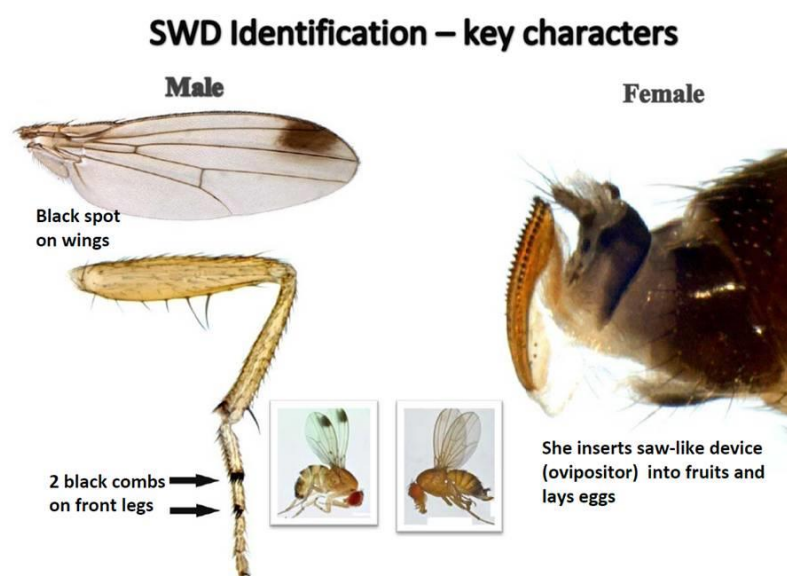 SWD Identification – key characters
Male
Female
Black spot
on wings
2 black combs
on front legs
She inserts saw-like device
(ovipositor) into fruits and
lays eggs